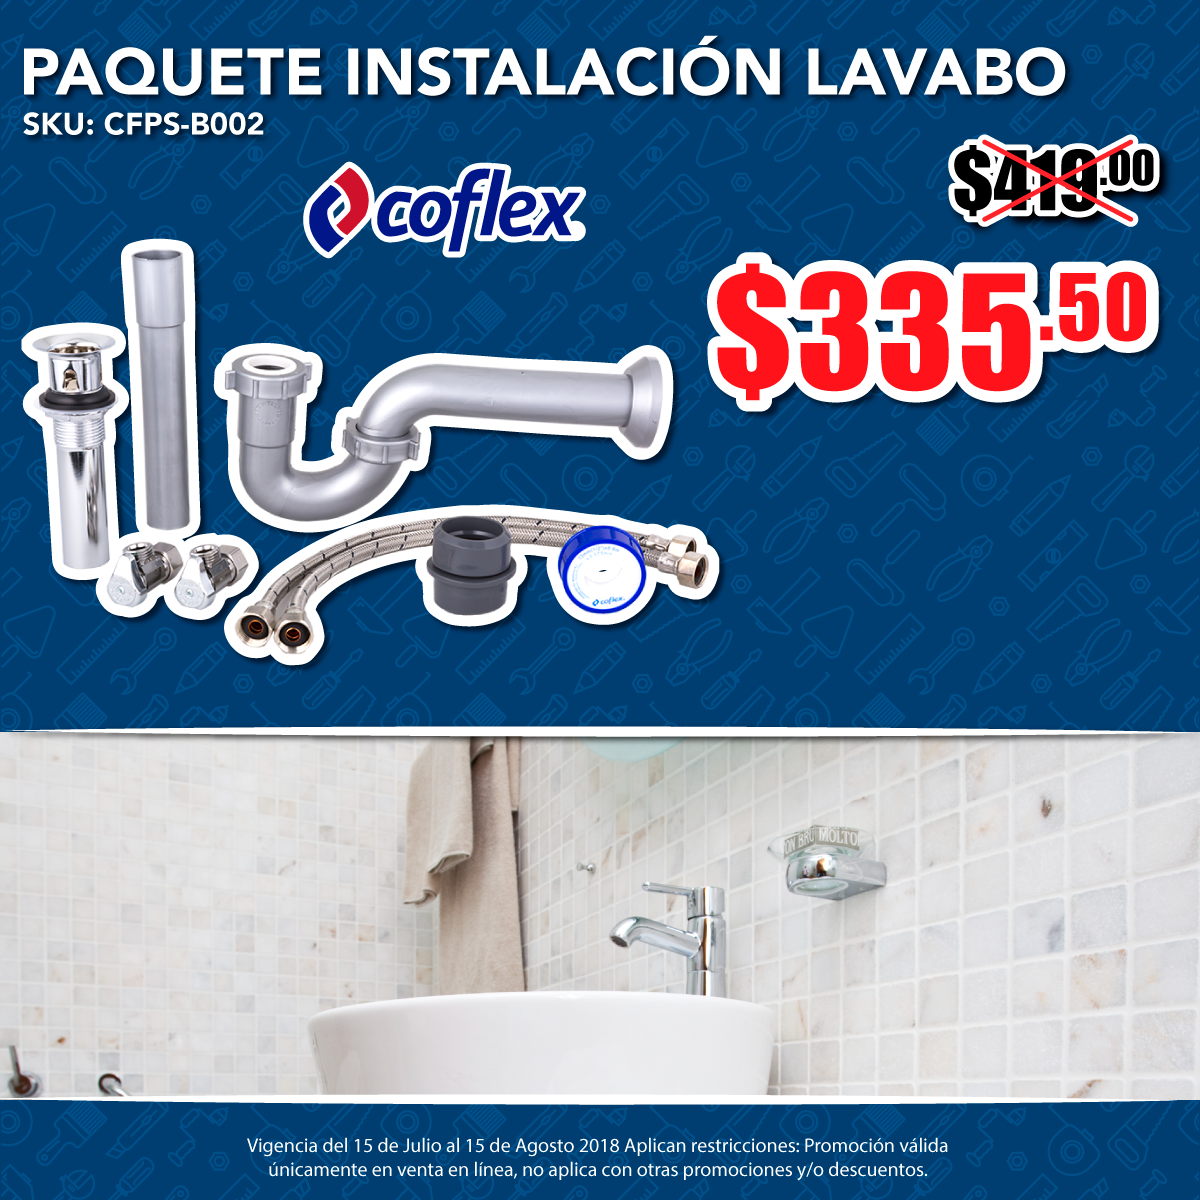 PAQUETE INSTALACIÓN LAVABO
SKU: CFPS-B002
coflex
$419.00
$335.50
coflex
MOLTO
Vigencia del 15 de Julio al 15 de Agosto 2018 Aplican restricciones: Promoción válida
únicamente en venta en línea, no aplica con otras promociones y/o descuentos.